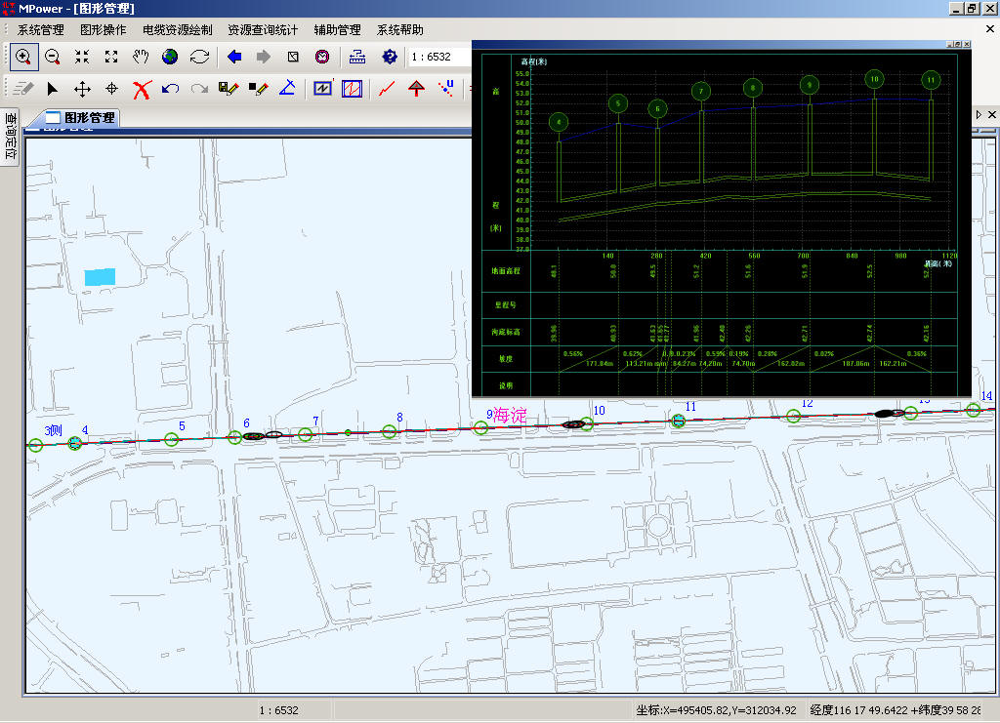 MPower - [图形管理]
系统管理 图形操作 电缆资源绘制 资源查询统计 辅助管理 系统帮助
1 : 6532
图形管理
查询定位
高程(米)
高
程
(米)
55.0
54.0
53.0
52.0
51.0
50.0
49.0
48.0
47.0
46.0
45.0
44.0
43.0
42.0
41.0
40.0
39.0
38.0
37.0
4 5 6 7 8 9 10 11
140 280 420 560 700 840 980 1120
距离(米)
地面高程 48.1 50.0 49.5 51.2 51.6 51.9 52.5
里程号
沟底标高 39.96 40.93 41.63 41.96 42.40 42.26 42.71 42.74 42.16
坡度 0.56% 0.62% 0.23% 0.59% 0.19% 0.28% 0.02% 0.36%
171.84m 113.21m 84.27m 74.20m 74.70m 162.02m 187.06m 162.21m
说明
3侧 4 5 6 7 8 9 海淀 10 11 12 13 14
1 : 6532
坐标:X=495405.82,Y=312034.92
经度116 17 49.6422 +纬度39 58 28